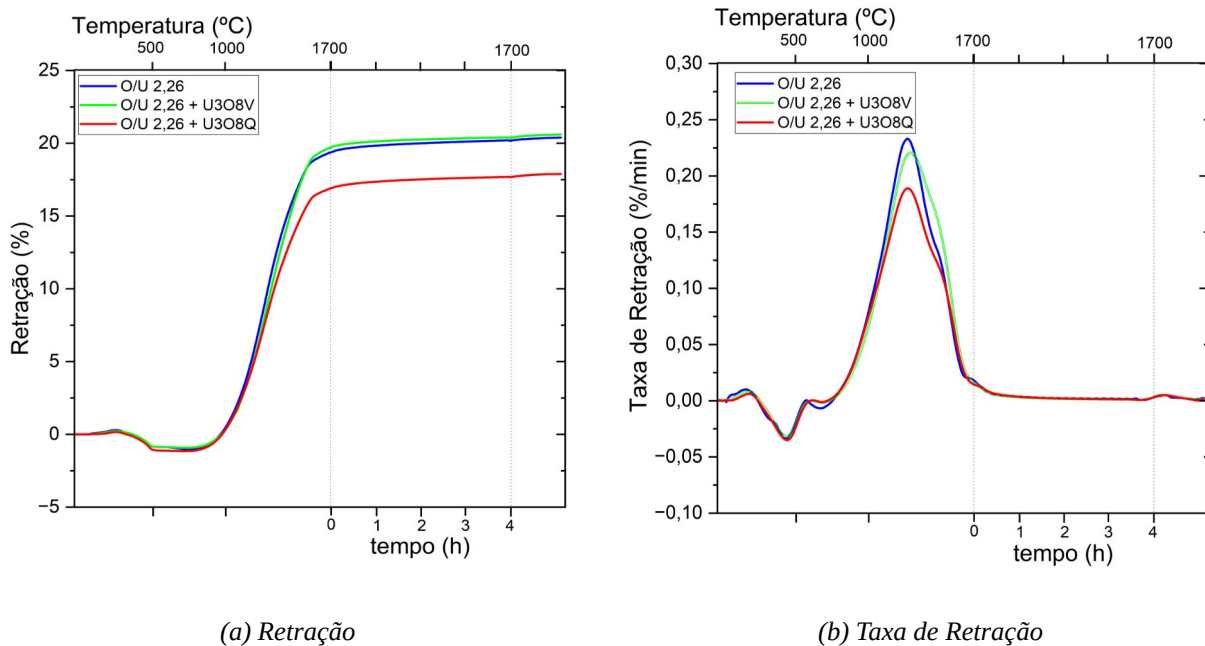 Temperatura (ºC)
500 1000 1700 1700
25
20
15
10
5
0
−5
Retração (%)
O/U 2,26
O/U 2,26 + U3O8V
O/U 2,26 + U3O8Q
0 1 2 3 4
tempo (h)
(a) Retração
Temperatura (ºC)
500 1000 1700 1700
0,30
0,25
0,20
0,15
0,10
0,05
0,00
−0,05
−0,10
Taxa de Retração (%/min)
O/U 2,26
O/U 2,26 + U3O8V
O/U 2,26 + U3O8Q
0 1 2 3 4
tempo (h)
(b) Taxa de Retração